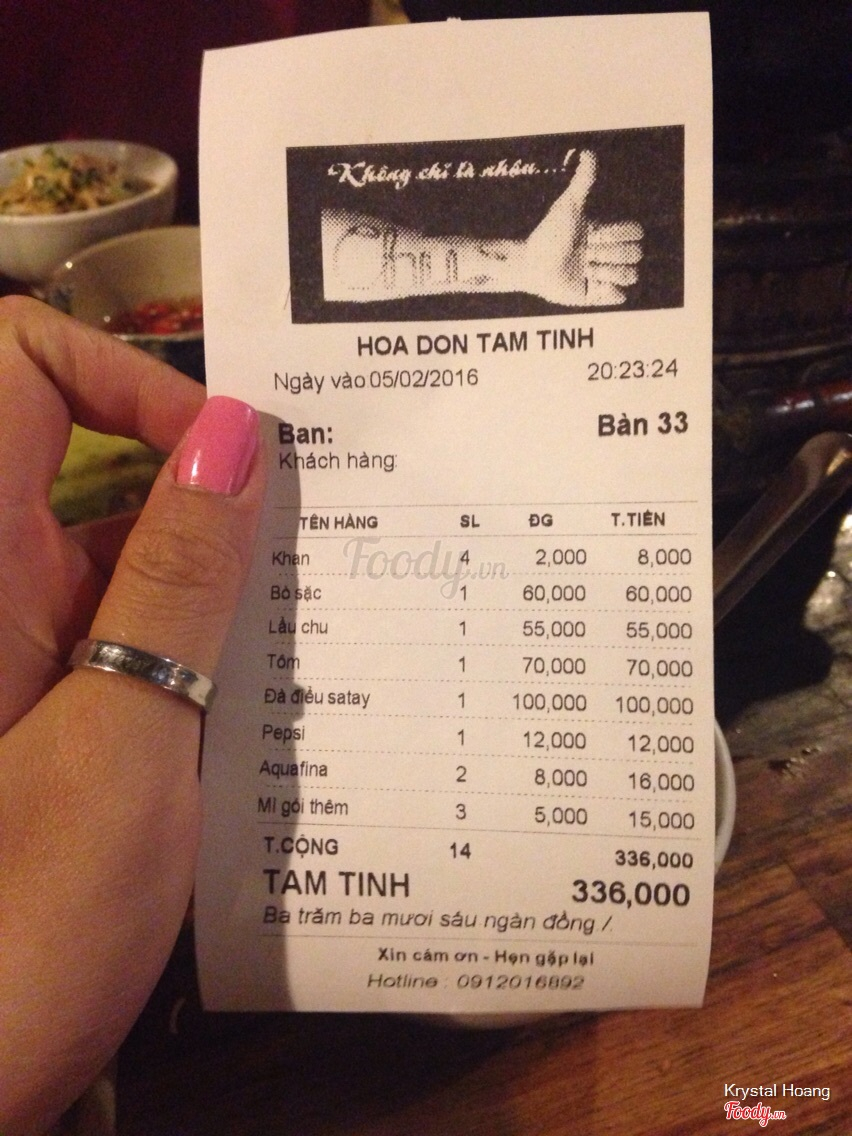 Không chỉ là nhậu...!
Chus
HOA DON TAM TINH
Ngày vào 05/02/2016 20:23:24
Ban: Bàn 33
Khách hàng:
TÊN HÀNG SL ĐG T.TIỀN
Khan 4 2,000 8,000
Foody.vn
Bò sặc 1 60,000 60,000
Lẩu chu 1 55,000 55,000
Tôm 1 70,000 70,000
Đà điểu satay 1 100,000 100,000
Pepsi 1 12,000 12,000
Aquafina 2 8,000 16,000
Mì gói thêm 3 5,000 15,000
T.CỘNG 14 336,000
TAM TINH 336,000
Ba trăm ba mươi sáu ngàn đồng ./.
Xin cám ơn - Hẹn gặp lại
Hotline : 0912016892
Krystal Hoang
Foody.vn